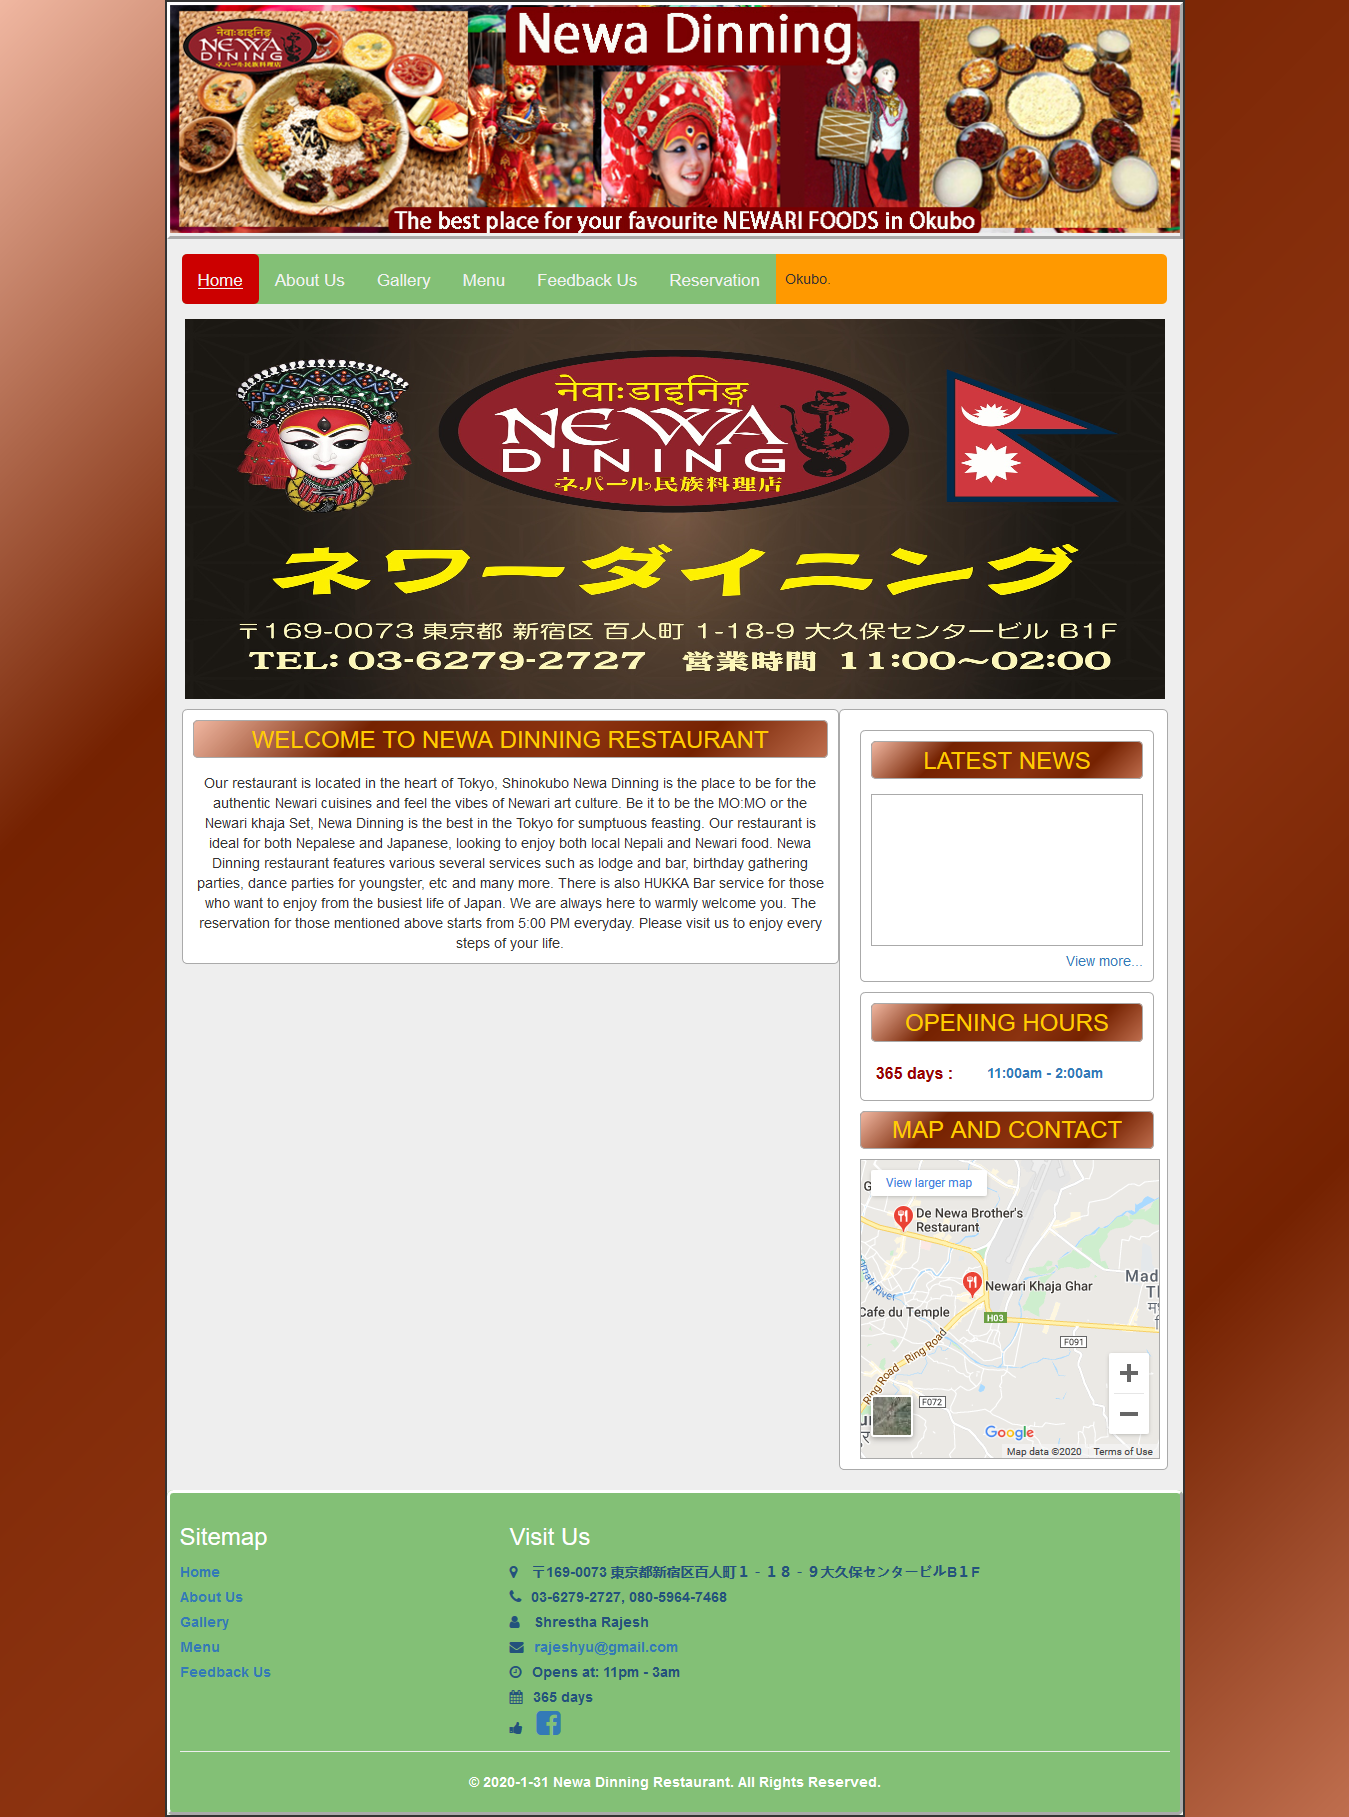 नेवाःडाइनिङ्ग
NEWA
DINING
ネパール民族料理店
Newa Dinning
The best place for your favourite NEWARI FOODS in Okubo
Home
About Us
Gallery
Menu
Feedback Us
Reservation
Okubo.
नेवाःडाइनिङ्ग
NEWA
DINING
ネパール民族料理店
ネワーダイニング
〒169-0073 東京都 新宿区 百人町 1-18-9 大久保センタービル B1F
TEL: 03-6279-2727 営業時間 11:00～02:00
WELCOME TO NEWA DINNING RESTAURANT
Our restaurant is located in the heart of Tokyo, Shinokubo Newa Dinning is the place to be for the
authentic Newari cuisines and feel the vibes of Newari art culture. Be it to be the MO:MO or the
Newari khaja Set, Newa Dinning is the best in the Tokyo for sumptuous feasting. Our restaurant is
ideal for both Nepalese and Japanese, looking to enjoy both local Nepali and Newari food. Newa
Dinning restaurant features various several services such as lodge and bar, birthday gathering
parties, dance parties for youngster, etc and many more. There is also HUKKA Bar service for those
who want to enjoy from the busiest life of Japan. We are always here to warmly welcome you. The
reservation for those mentioned above starts from 5:00 PM everyday. Please visit us to enjoy every
steps of your life.
LATEST NEWS
View more...
OPENING HOURS
365 days : 11:00am - 2:00am
MAP AND CONTACT
View larger map
De Newa Brother's
Restaurant
Newari Khaja Ghar
Mad
Cafe du Temple
H03
F091
Ring Road
Ring Road
F072
Google
Map data ©2020 Terms of Use
Sitemap
Home
About Us
Gallery
Menu
Feedback Us
Visit Us
〒169-0073 東京都新宿区百人町１－１８－９大久保センタービルB１F
03-6279-2727, 080-5964-7468
Shrestha Rajesh
rajeshyu@gmail.com
Opens at: 11pm - 3am
365 days
© 2020-1-31 Newa Dinning Restaurant. All Rights Reserved.